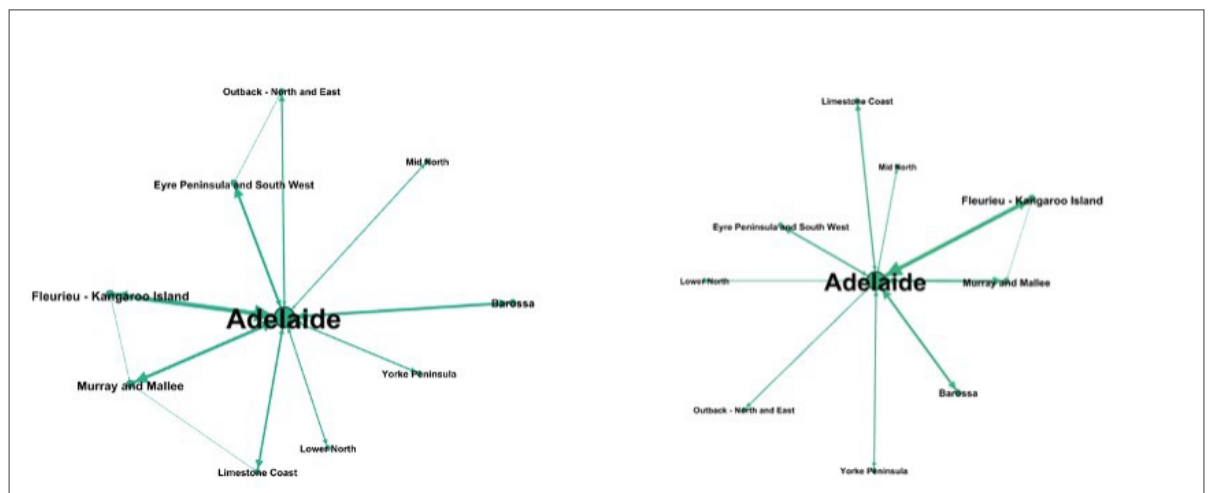 Outback - North and East
Mid North
Eyre Peninsula and South West
Fleurieu - Kangaroo Island
Barossa
Adelaide
Yorke Peninsula
Murray and Mallee
Lower North
Limestone Coast
Limestone Coast
Mid North
Fleurieu - Kangaroo Island
Eyre Peninsula and South West
Lower North
Adelaide
Murray and Mallee
Barossa
Outback - North and East
Yorke Peninsula